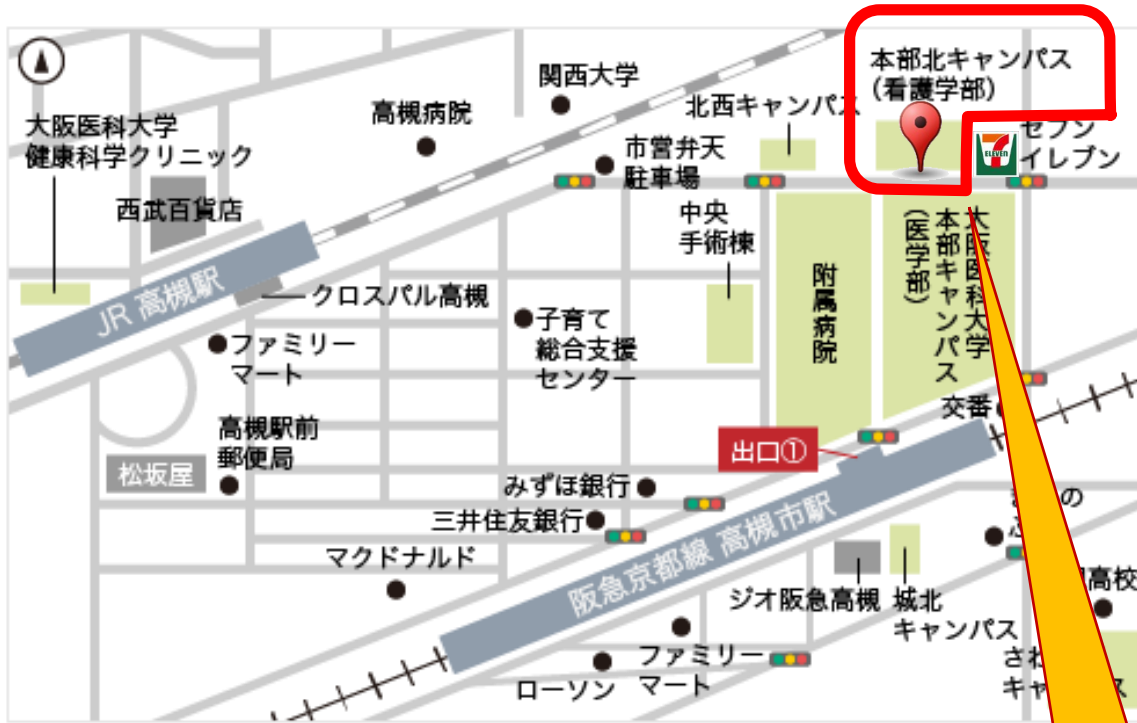 本部北キャンパス
(看護学部)
関西大学
北西キャンパス
高槻病院
大阪医科大学
健康科学クリニック
市営弁天
駐車場
セブン
イレブン
ELEVEN
西武百貨店
中央
手術棟
大阪医科大学
本部キャンパス
(医学部)
附属病院
JR 高槻駅
クロスパル高槻
子育て
総合支援
センター
ファミリー
マート
交番
高槻駅前
郵便局
出口①
松坂屋
みずほ銀行
三井住友銀行
の
マクドナルド
阪急京都線 高槻市駅
ジオ阪急高槻
城北
キャンパス
高校
ファミリー
マート
ローソン
さわ
キャ
ス